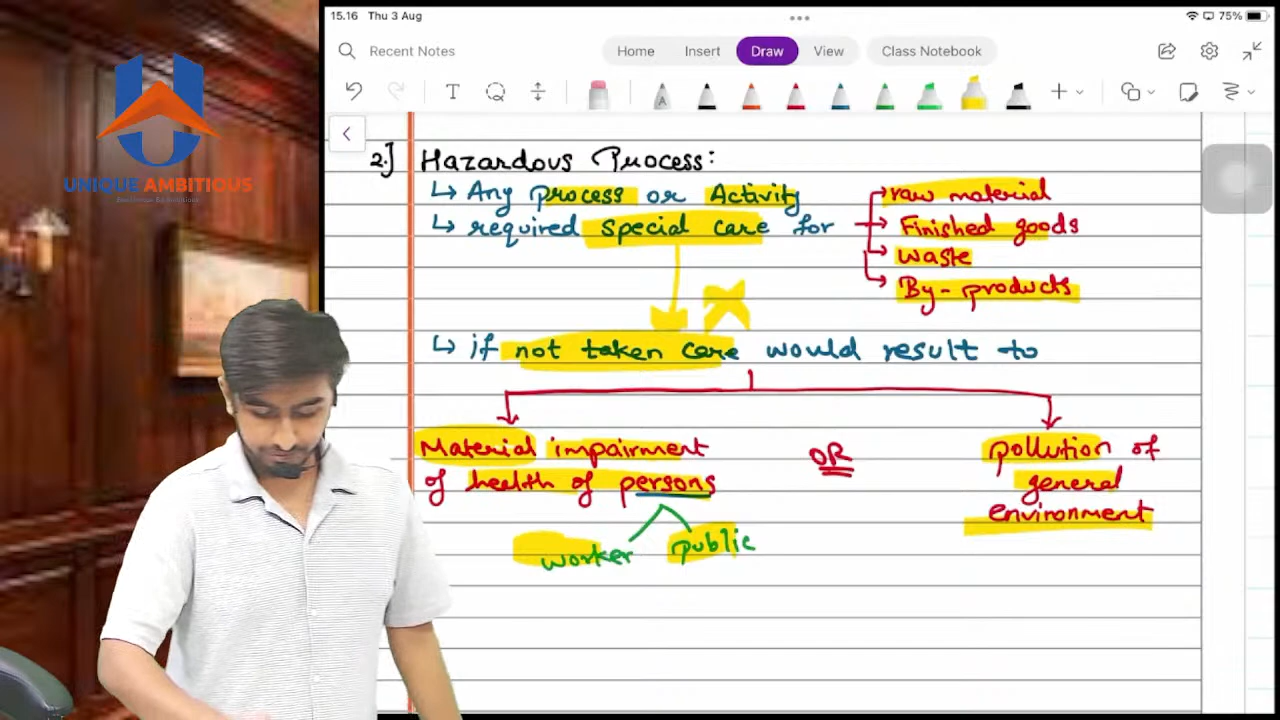 15.16 Thu 3 Aug
75%
Recent Notes
Home
Insert
Draw
View
Class Notebook
UNIQUE AMBITIOUS
2.] Hazardous Process:
↳ Any process or Activity
↳ required special care for
→ raw material
→ Finished goods
↳ waste
↳ By-products
↳ if not taken care would result to
Material impairment
of health of persons
worker public
OR
pollution of
general
environment